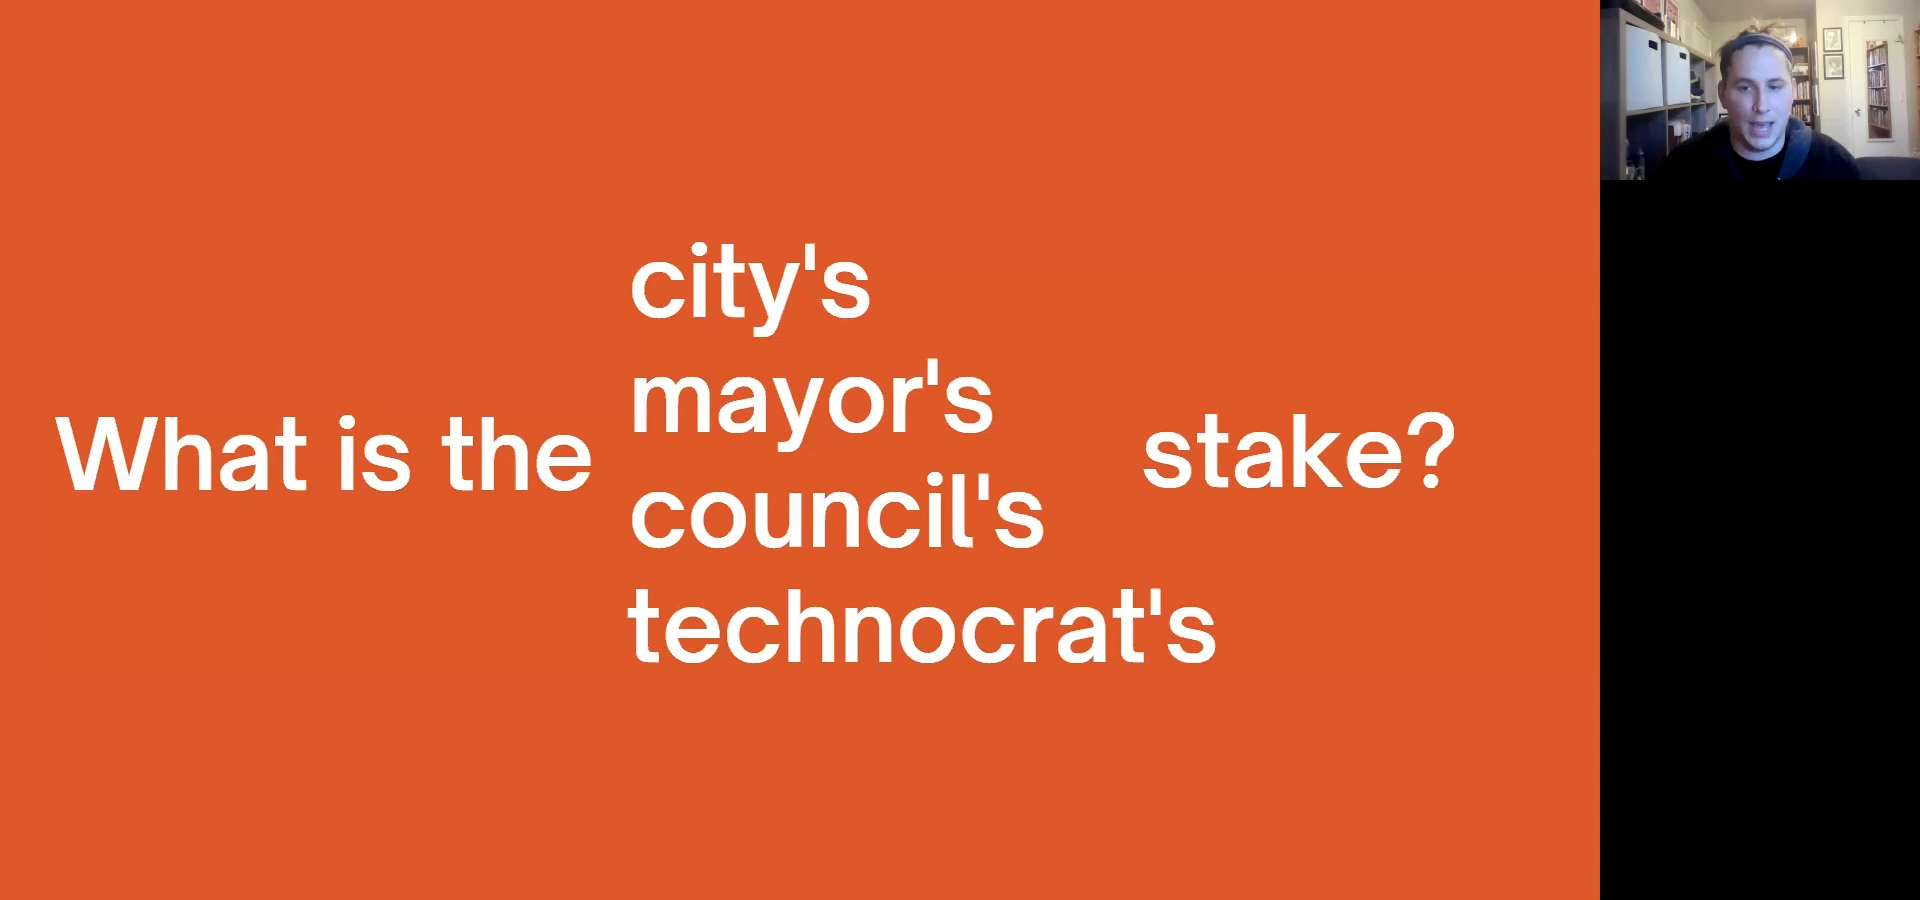 What is the
city's
mayor's
council's
technocrat's
stake?